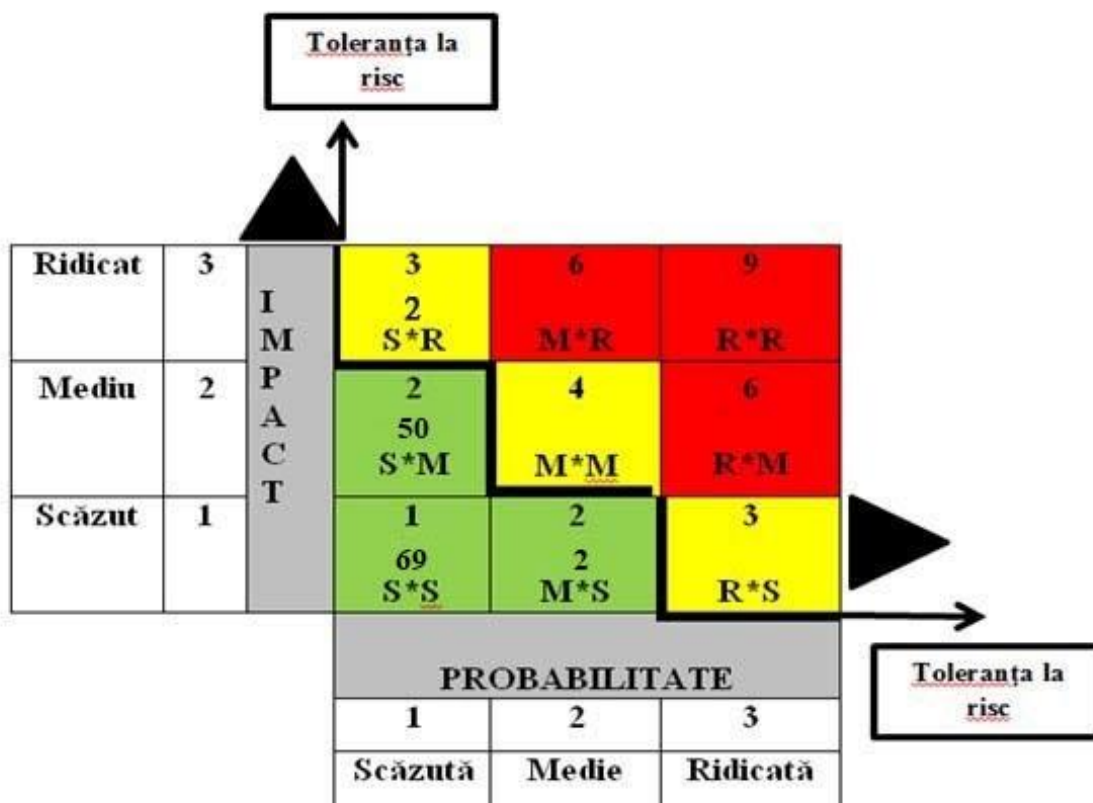 Toleranța la
risc
Ridicat 3
3 6 9
2
S*R M*R R*R
IMPACT
Mediu 2
2 4 6
50
S*M M*M R*M
Scăzut 1
1 2 3
69 2
S*S M*S R*S
PROBABILITATE
Toleranța la
risc
1 2 3
Scăzută Medie Ridicată